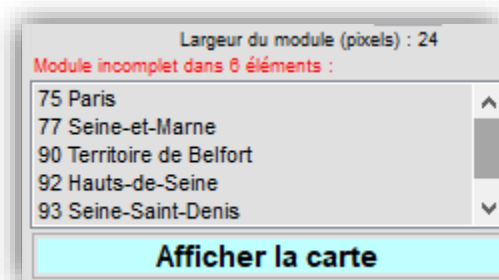 Largeur du module (pixels) : 24
Module incomplet dans 6 éléments :
75 Paris
77 Seine-et-Marne
90 Territoire de Belfort
92 Hauts-de-Seine
93 Seine-Saint-Denis
Afficher la carte